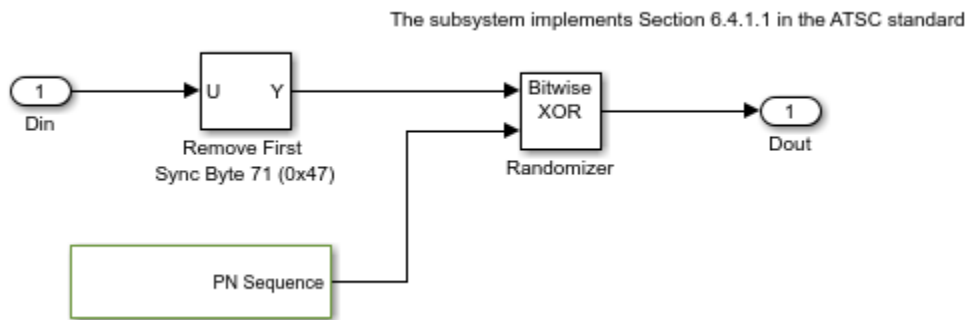 The subsystem implements Section 6.4.1.1 in the ATSC standard
1
Din
U Y
Remove First
Sync Byte 71 (0x47)
Bitwise
XOR
Randomizer
1
Dout
PN Sequence